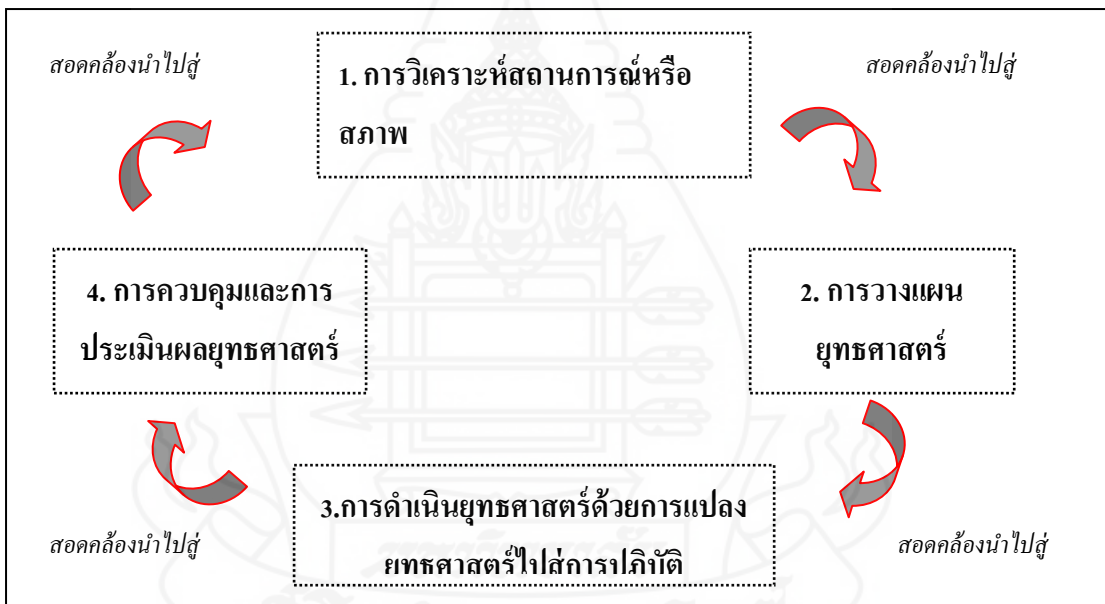 สอดคล้องนำไปสู่
สอดคล้องนำไปสู่
1. การวิเคราะห์สถานการณ์หรือ
สภาพ
4. การควบคุมและการ
ประเมินผลยุทธศาสตร์
2. การวางแผน
ยุทธศาสตร์
3.การดำเนินยุทธศาสตร์ด้วยการแปลง
ยุทธศาสตร์ไปสู่การปฏิบัติ
สอดคล้องนำไปสู่
สอดคล้องนำไปสู่